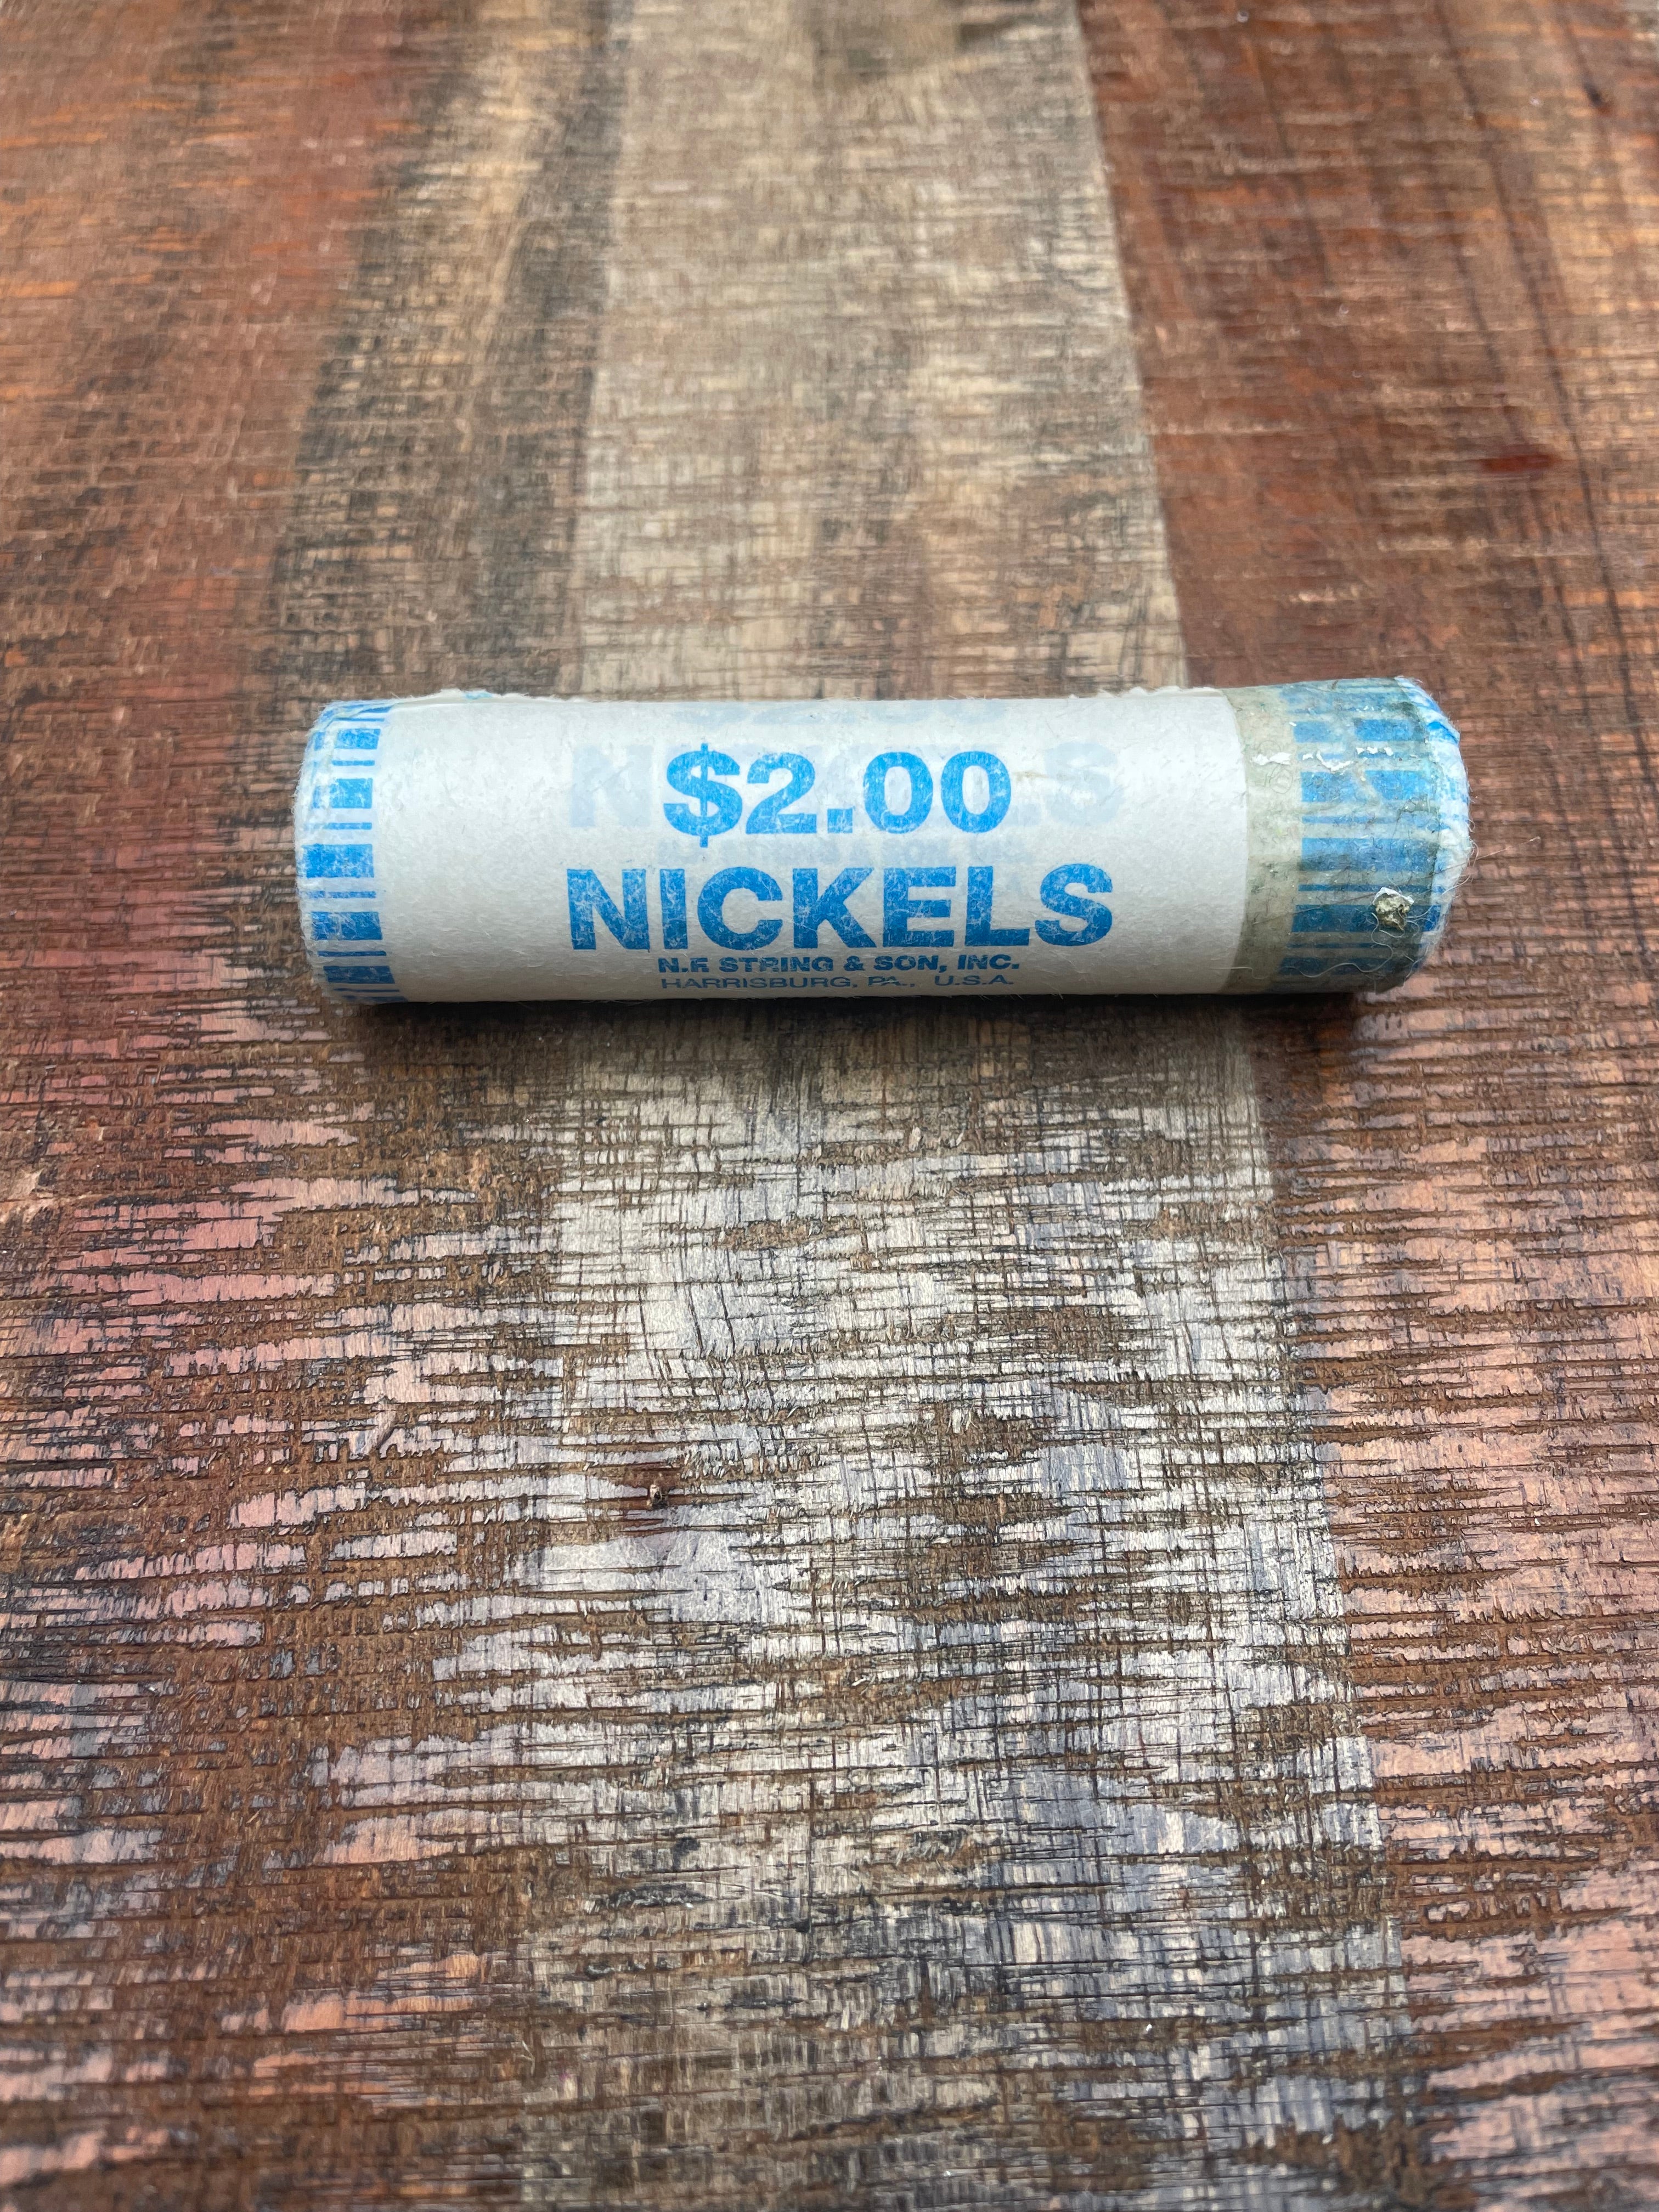 $2.00
NICKELS
N.F. STRING & SON, INC.
HARRISBURG, PA., U.S.A.